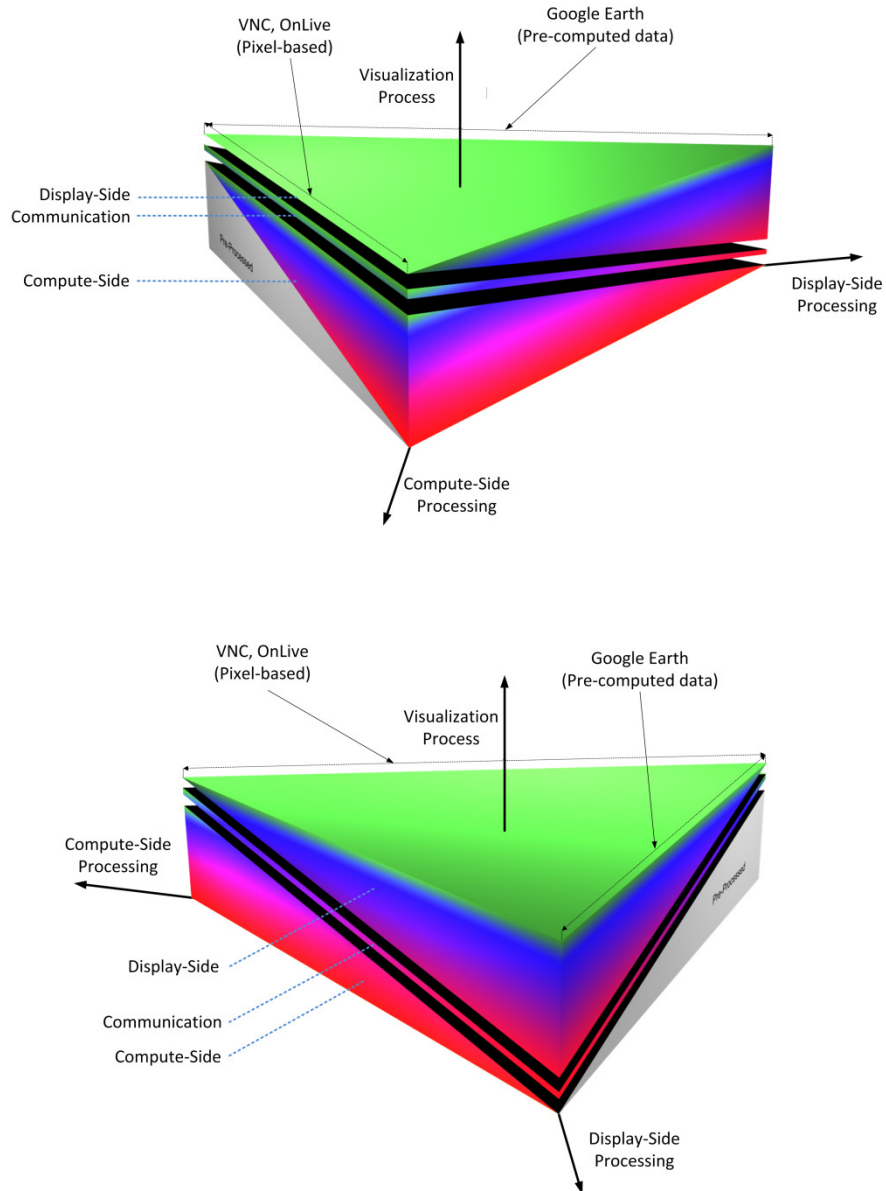 VNC, OnLive
(Pixel-based)
Google Earth
(Pre-computed data)
Visualization
Process
Display-Side
Communication
Pre-Processed
Compute-Side
Display-Side
Processing
Compute-Side
Processing
VNC, OnLive
(Pixel-based)
Google Earth
(Pre-computed data)
Visualization
Process
Compute-Side
Processing
Pre-Processed
Display-Side
Communication
Compute-Side
Display-Side
Processing